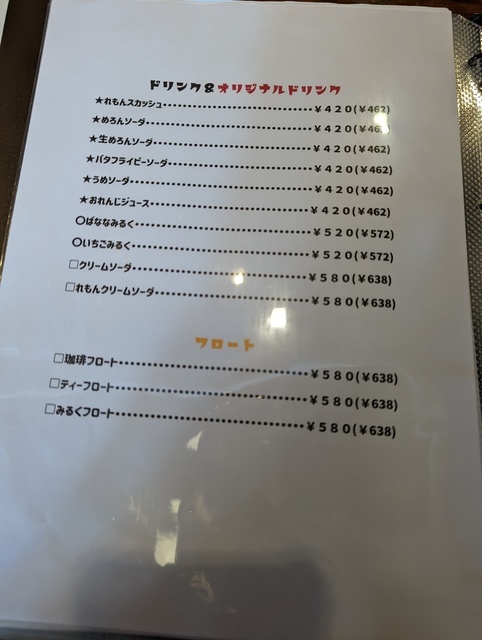 ドリンク&オリジナルドリンク
★れもんスカッシュ・・・・・・・・・・・・・・・・・・・・・・・・¥420(¥462)
★めろんソーダ・・・・・・・・・・・・・・・・・・・・・・・・・・¥420(¥462)
★生めろんソーダ・・・・・・・・・・・・・・・・・・・・・・・・・¥420(¥462)
★バタフライピーソーダ・・・・・・・・・・・・・・・・・・・・・・¥420(¥462)
★うめソーダ・・・・・・・・・・・・・・・・・・・・・・・・・・・¥420(¥462)
★おれんじジュース・・・・・・・・・・・・・・・・・・・・・・・・¥420(¥462)
〇ばななみるく・・・・・・・・・・・・・・・・・・・・・・・・・・¥520(¥572)
〇いちごみるく・・・・・・・・・・・・・・・・・・・・・・・・・・¥520(¥572)
□クリームソーダ・・・・・・・・・・・・・・・・・・・・・・・・・¥580(¥638)
□れもんクリームソーダ・・・・・・・・・・・・・・・・・・・・・・¥580(¥638)
フロート
□珈琲フロート・・・・・・・・・・・・・・・・・・・・・・・・・・¥580(¥638)
□ティーフロート・・・・・・・・・・・・・・・・・・・・・・・・・¥580(¥638)
□みるくフロート・・・・・・・・・・・・・・・・・・・・・・・・・¥580(¥638)